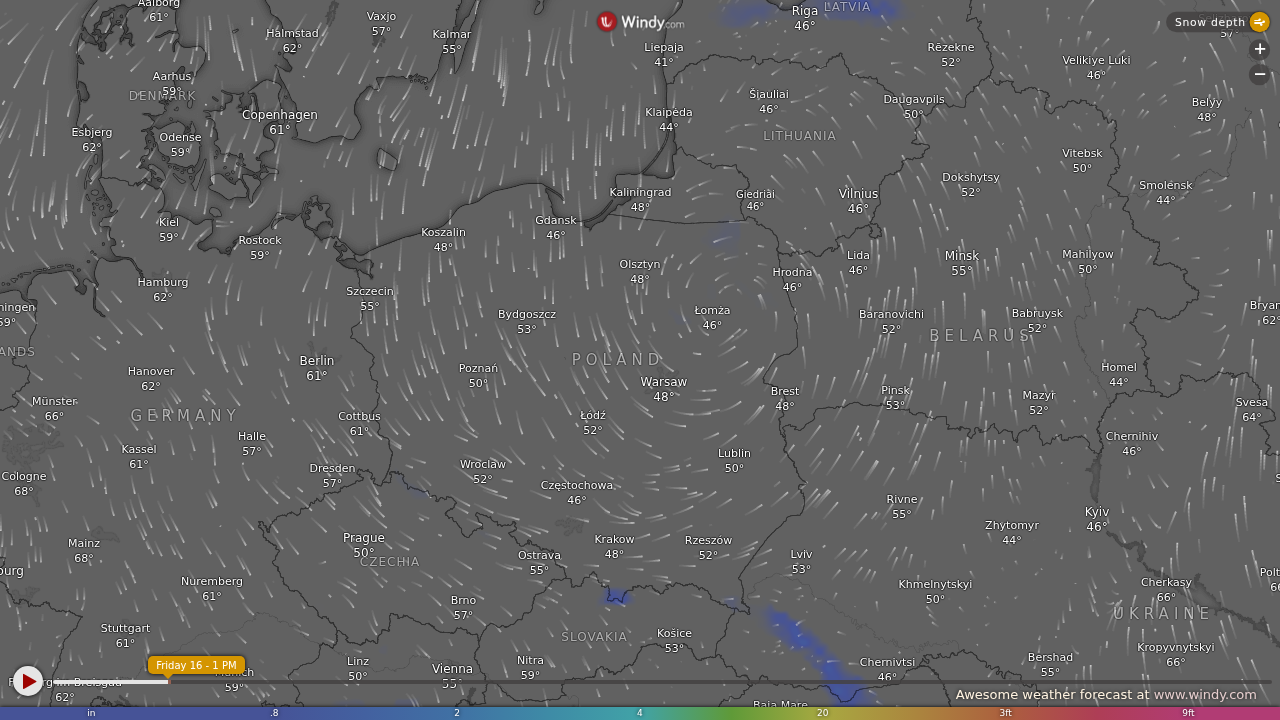 Aalborg
61°
Vaxjo
57°
Kalmar
55°
Windy.com
Riga
46°
LATVIA
Snow depth
57°
Halmstad
62°
Liepaja
41°
Rēzekne
52°
Velikiye Luki
46°
+
−
Aarhus
59°
DENMARK
Copenhagen
61°
Klaipėda
44°
Šiauliai
46°
Daugavpils
50°
Belyy
48°
Esbjerg
62°
Odense
59°
LITHUANIA
Vitebsk
50°
Kaliningrad
48°
Giedriai
46°
Vilnius
46°
Dokshytsy
52°
Smolensk
44°
Kiel
59°
Rostock
59°
Koszalin
48°
Gdansk
46°
Olsztyn
48°
Hrodna
46°
Lida
46°
Minsk
55°
Mahilyow
50°
Hamburg
62°
Szczecin
55°
ningen
59°
Bydgoszcz
53°
Łomża
46°
Baranovichi
52°
Babruysk
52°
BELARUS
Bryan
62°
ANDS
Hanover
62°
Berlin
61°
Poznań
50°
POLAND
Warsaw
48°
Brest
48°
Pinsk
53°
Homel
44°
Mazyr
52°
Münster
66°
GERMANY
Cottbus
61°
Łódź
52°
Svesa
64°
Kassel
61°
Halle
57°
Chernihiv
46°
Cologne
68°
Dresden
57°
Wroclaw
52°
Częstochowa
46°
Lublin
50°
Rivne
55°
Kyiv
46°
Zhytomyr
44°
Mainz
68°
Prague
50°
CZECHIA
Ostrava
55°
Krakow
48°
Rzeszów
52°
Lviv
53°
burg
Nuremberg
61°
Brno
57°
Khmelnytskyi
50°
Cherkasy
66°
Polt
66
UKRAINE
Stuttgart
61°
SLOVAKIA
Košice
53°
Kropyvnytskyi
66°
Friday 16 - 1 PM
Munich
59°
Linz
50°
Vienna
55°
Nitra
59°
Chernivtsi
46°
Bershad
55°
Freiburg im Breisgau
62°
Awesome weather forecast at www.windy.com
Baia Mare
in .8 2 4 20 3ft 9ft